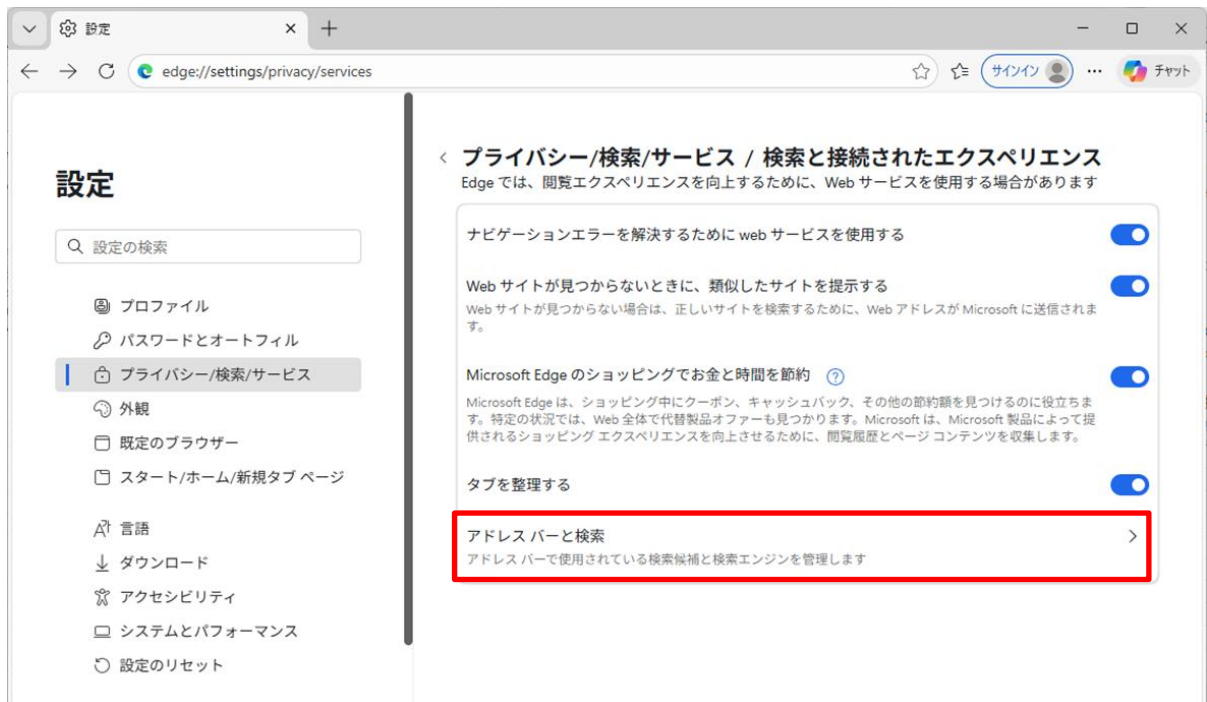 設定
edge://settings/privacy/services
サインイン
チャット
設定
設定の検索
プロファイル
パスワードとオートフィル
プライバシー/検索/サービス
外観
既定のブラウザー
スタート/ホーム/新規タブ ページ
言語
ダウンロード
アクセシビリティ
システムとパフォーマンス
設定のリセット
プライバシー/検索/サービス / 検索と接続されたエクスペリエンス
Edge では、閲覧エクスペリエンスを向上するために、Web サービスを使用する場合があります
ナビゲーションエラーを解決するために web サービスを使用する
Web サイトが見つからないときに、類似したサイトを提示する
Web サイトが見つからない場合は、正しいサイトを検索するために、Web アドレスが Microsoft に送信されま
す。
Microsoft Edge のショッピングでお金と時間を節約
Microsoft Edge は、ショッピング中にクーポン、キャッシュバック、その他の節約額を見つけるのに役立ちま
す。特定の状況では、Web 全体で代替製品オファーも見つかります。Microsoft は、Microsoft 製品によって提
供されるショッピング エクスペリエンスを向上させるために、閲覧履歴とページ コンテンツを収集します。
タブを整理する
アドレス バーと検索
アドレス バーで使用されている検索候補と検索エンジンを管理します